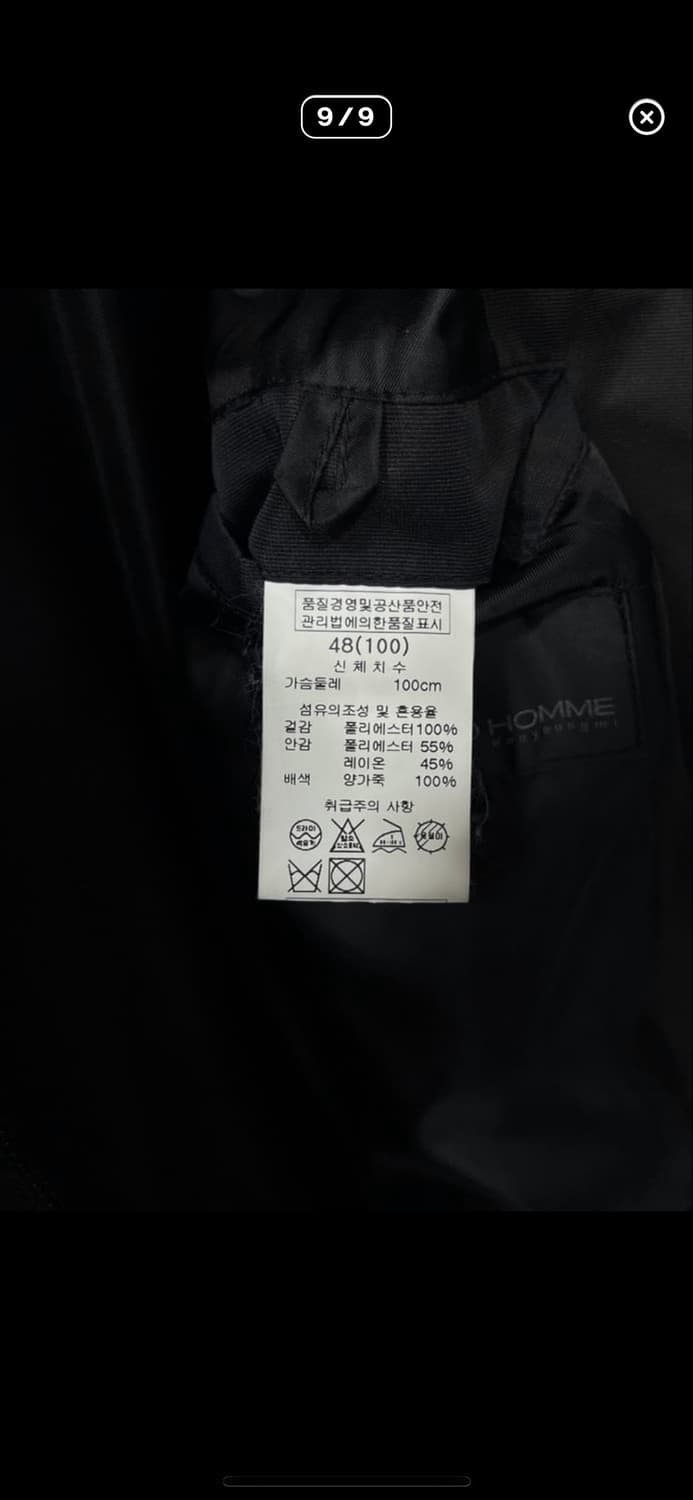 9/9
품질경영및공산품안전
관리법에의한품질표시
48(100)
신 체 치 수
가슴둘레 100cm
섬유의조성 및 혼용율
겉감 폴리에스터100%
안감 폴리에스터 55%
레이온 45%
배색 양가죽 100%
취급주의 사항
드라이
HOMME